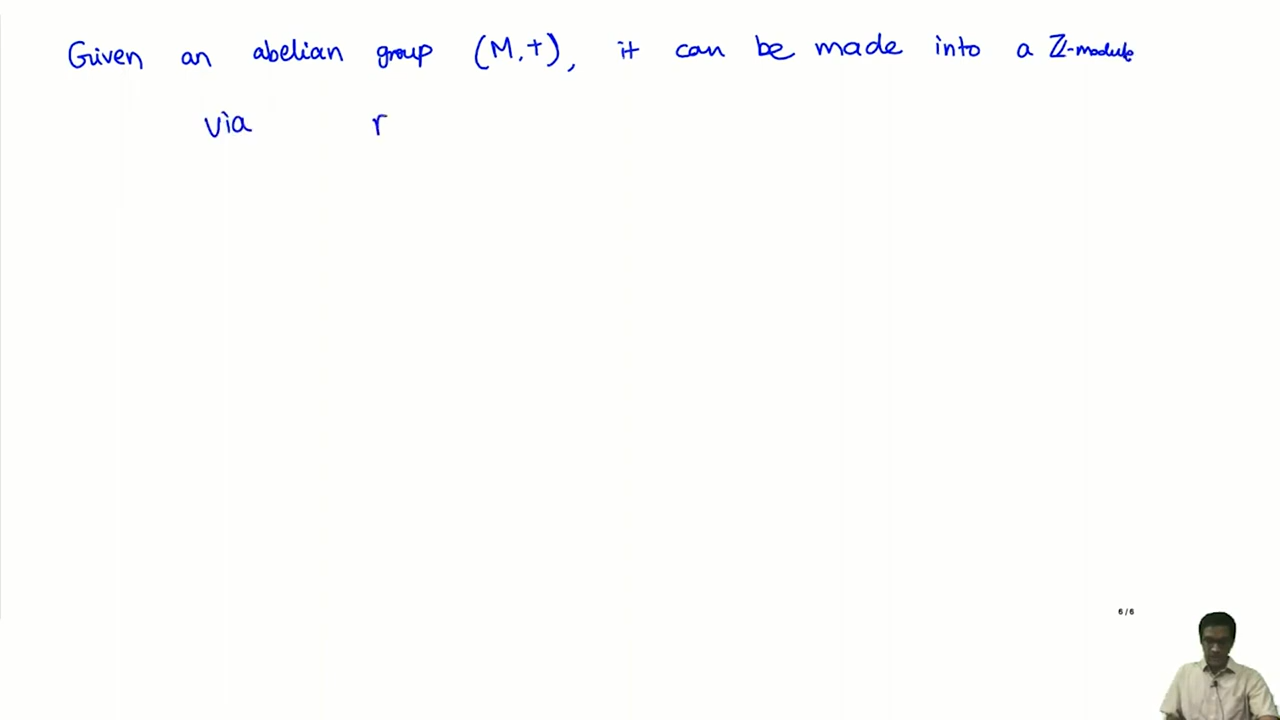 Given an abelian group (M,+), it can be made into a ℤ-module
via r
6/6